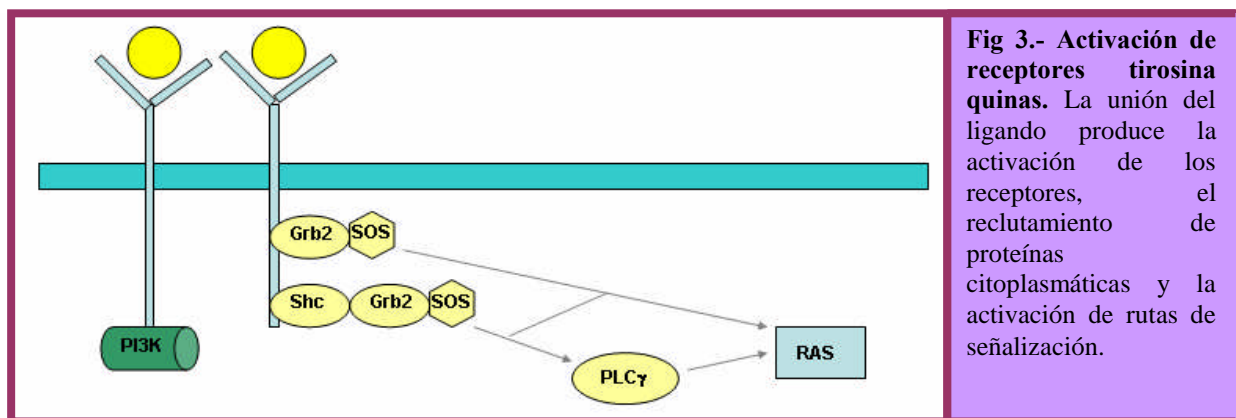 Grb2 SOS
Shc Grb2 SOS
PI3K
PLCγ
RAS
Fig 3.- Activación de
receptores tirosina
quinas. La unión del
ligando produce la
activación de los
receptores, el
reclutamiento de
proteínas
citoplasmáticas y la
activación de rutas de
señalización.